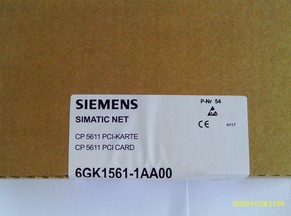 SIEMENS
P-Nr 54
SIMATIC NET
CE
CP 5611 PCI-KARTE
CP 5611 PCI CARD
6GK1561-1AA00